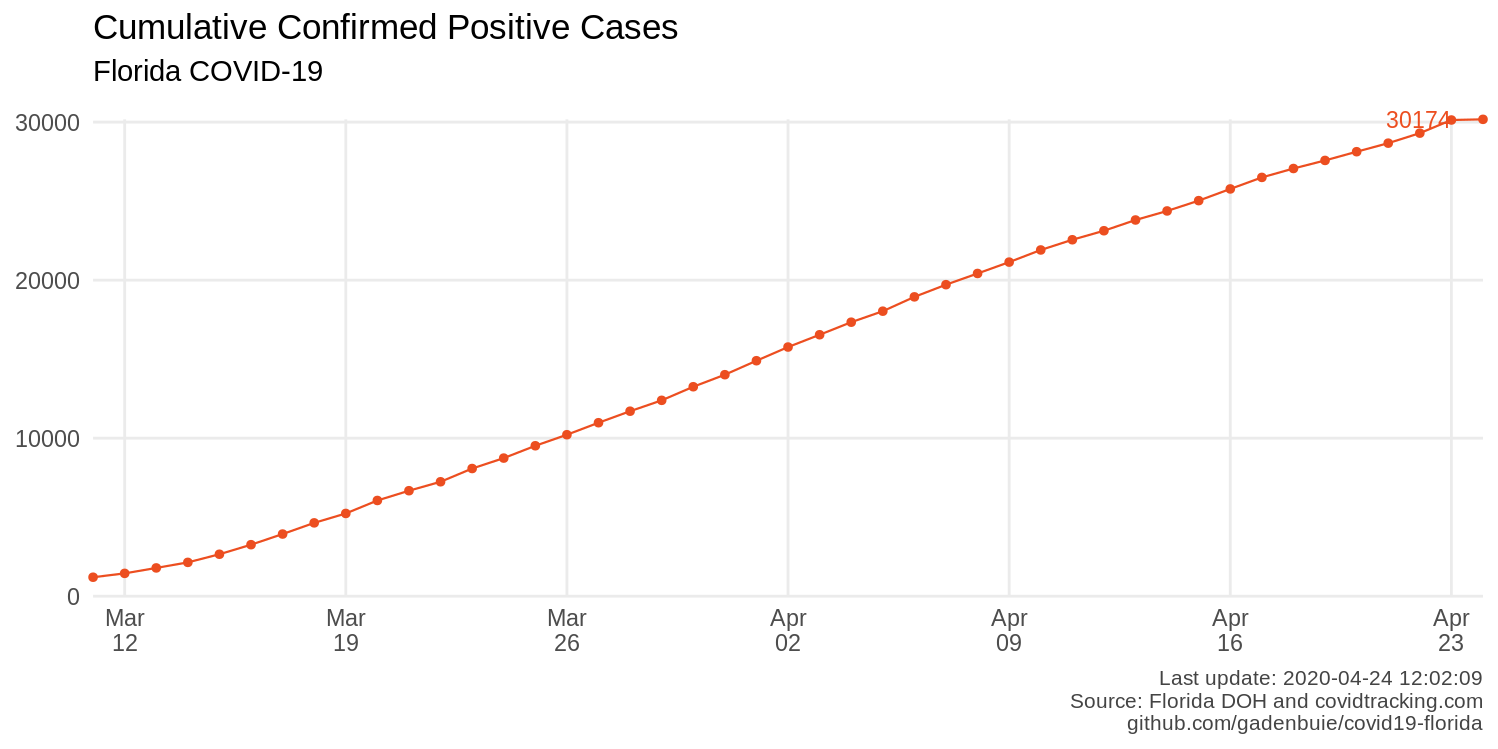 Cumulative Confirmed Positive Cases
Florida COVID-19
30000
20000
10000
0
30174
Mar
12
Mar
19
Mar
26
Apr
02
Apr
09
Apr
16
Apr
23
Last update: 2020-04-24 12:02:09
Source: Florida DOH and covidtracking.com
github.com/gadenbuie/covid19-florida